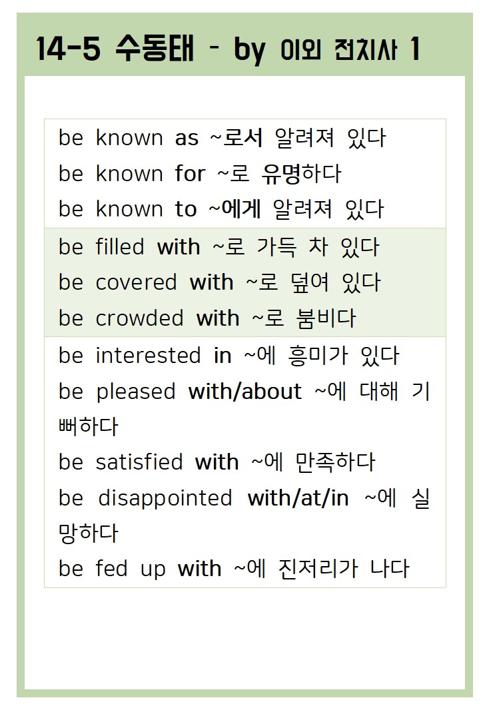 14-5 수동태 - by 이외 전치사 1
be known as ~로서 알려져 있다
be known for ~로 유명하다
be known to ~에게 알려져 있다
be filled with ~로 가득 차 있다
be covered with ~로 덮여 있다
be crowded with ~로 붐비다
be interested in ~에 흥미가 있다
be pleased with/about ~에 대해 기
뻐하다
be satisfied with ~에 만족하다
be disappointed with/at/in ~에 실
망하다
be fed up with ~에 진저리가 나다